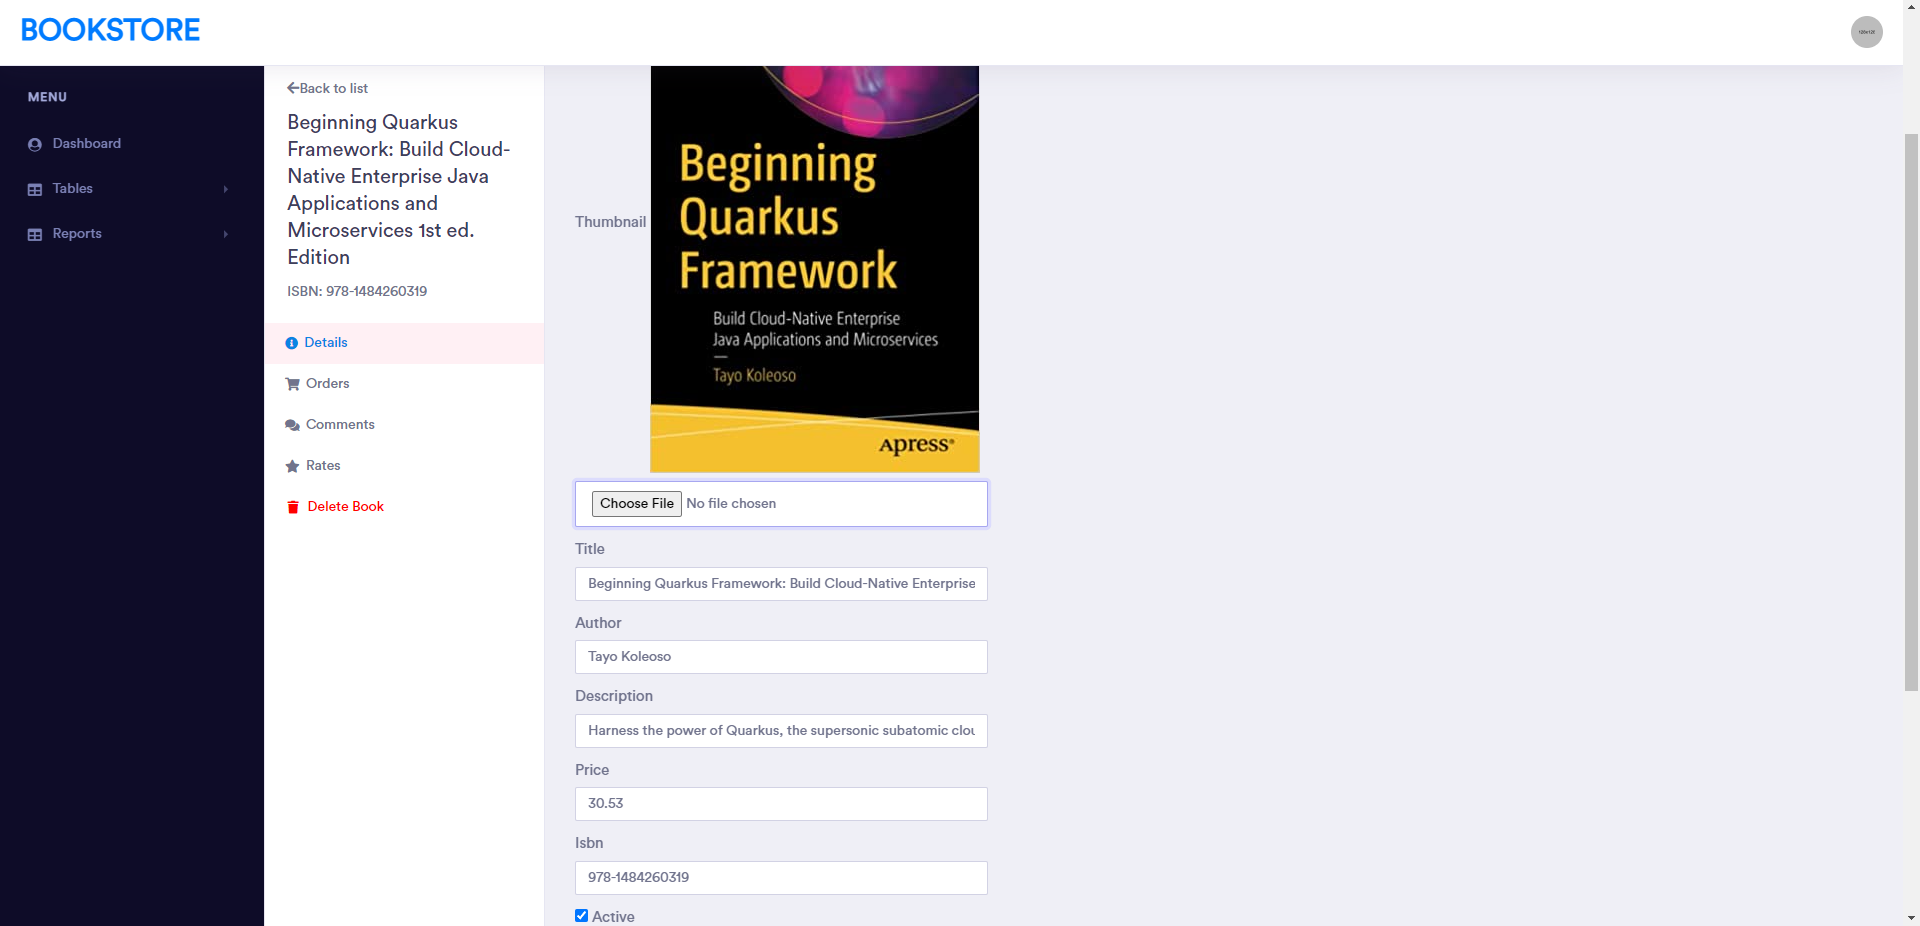 BOOKSTORE
MENU
Dashboard
Tables
Reports
Back to list
Beginning Quarkus
Framework: Build Cloud-
Native Enterprise Java
Applications and
Microservices 1st ed.
Edition
ISBN: 978-1484260319
Details
Orders
Comments
Rates
Delete Book
Thumbnail
Beginning
Quarkus
Framework
Build Cloud-Native Enterprise
Java Applications and Microservices
Tayo Koleoso
Apress®
Choose File No file chosen
Title
Beginning Quarkus Framework: Build Cloud-Native Enterprise
Author
Tayo Koleoso
Description
Harness the power of Quarkus, the supersonic subatomic clou
Price
30.53
Isbn
978-1484260319
Active